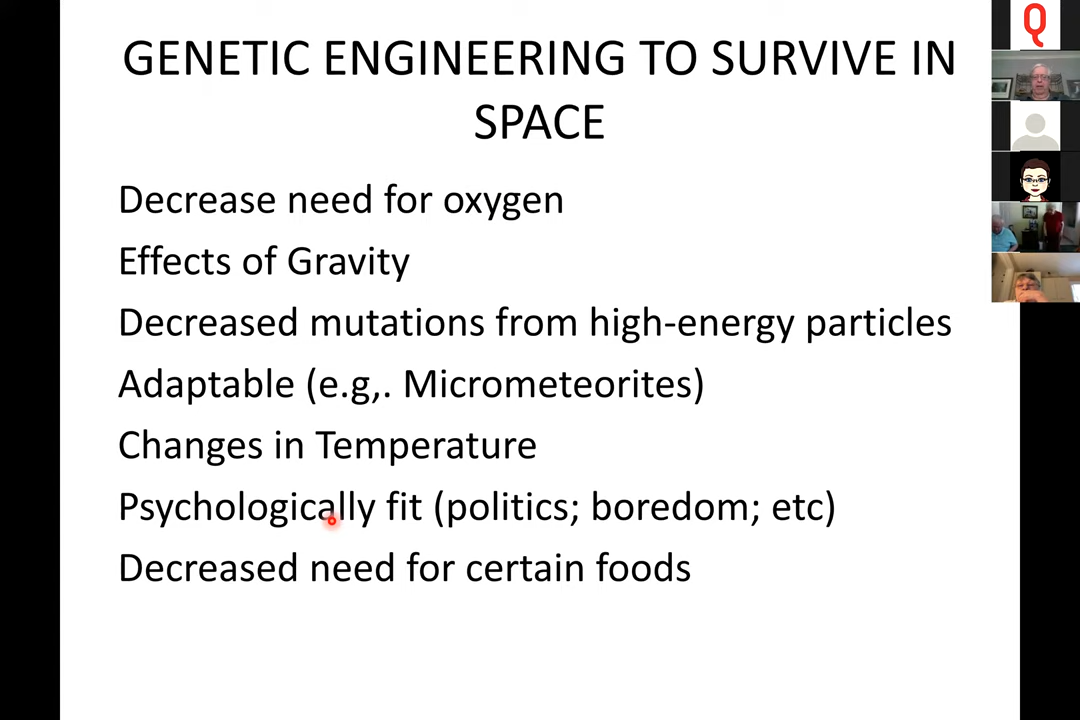 GENETIC ENGINEERING TO SURVIVE IN
SPACE
Decrease need for oxygen
Effects of Gravity
Decreased mutations from high-energy particles
Adaptable (e.g,. Micrometeorites)
Changes in Temperature
Psychologically fit (politics; boredom; etc)
Decreased need for certain foods
Q